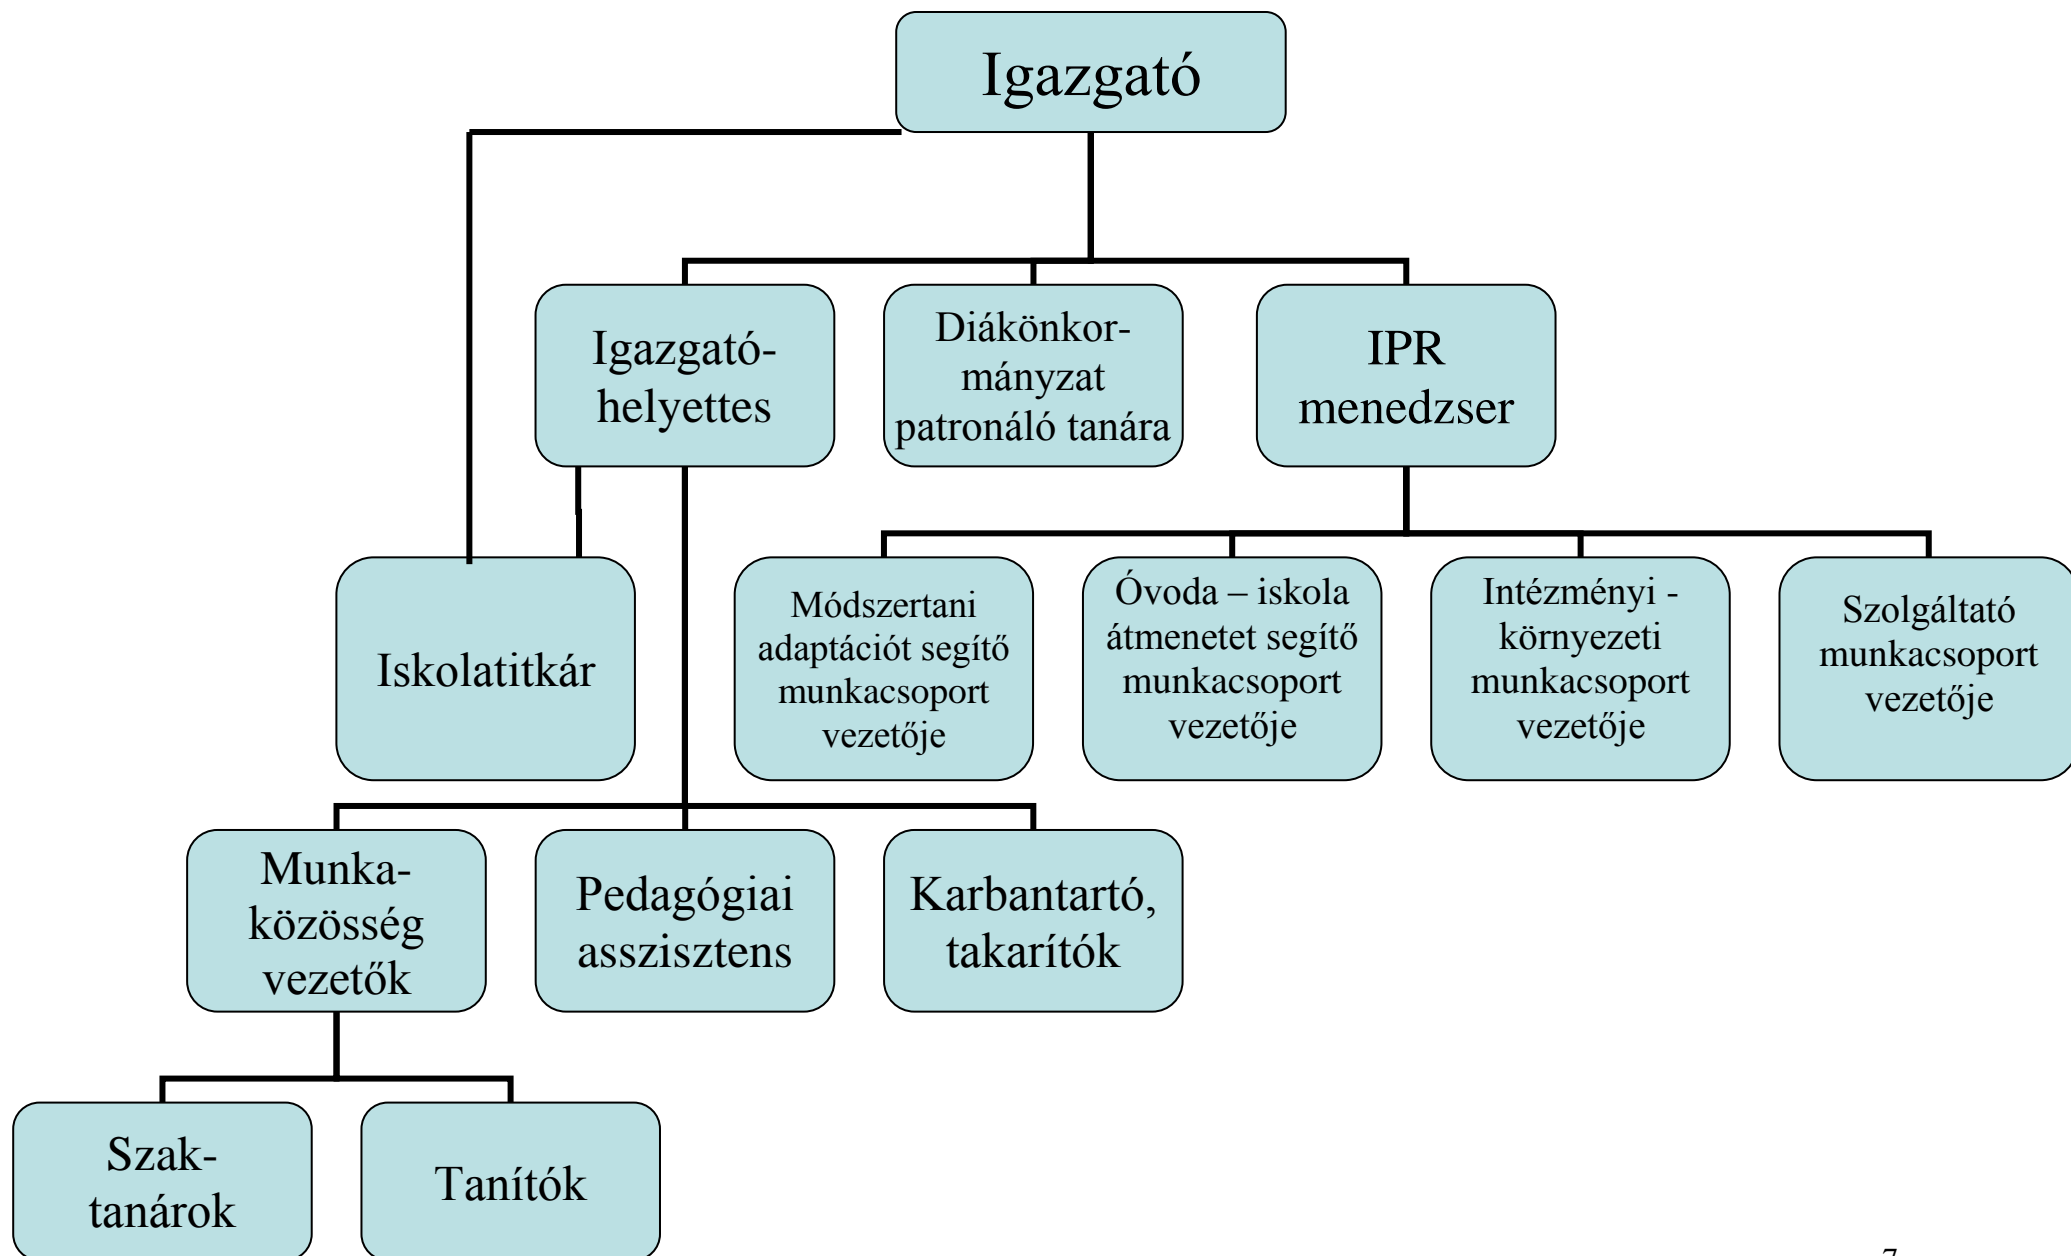 Igazgató
Igazgató-
helyettes
Diákönkor-
mányzat
patronáló tanára
IPR
menedzser
Iskolatitkár
Módszertani
adaptációt segítő
munkacsoport
vezetője
Óvoda – iskola
átmenetet segítő
munkacsoport
vezetője
Intézményi -
környezeti
munkacsoport
vezetője
Szolgáltató
munkacsoport
vezetője
Munka-
közösség
vezetők
Pedagógiai
asszisztens
Karbantartó,
takarítók
Szak-
tanárok
Tanítók
7